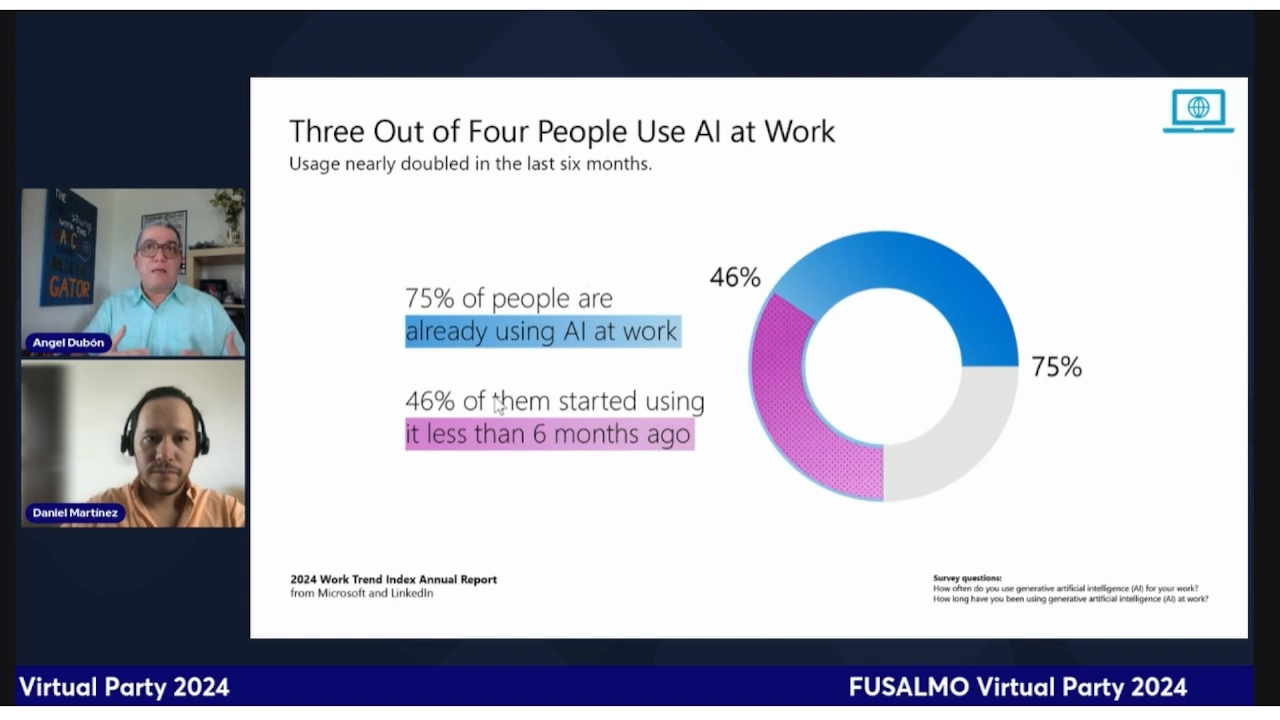 Three Out of Four People Use AI at Work
Usage nearly doubled in the last six months.
THE
WITH THE
GATOR
Angel Dubón
Daniel Martínez
75% of people are
already using AI at work
46% of them started using
it less than 6 months ago
46%
75%
2024 Work Trend Index Annual Report
from Microsoft and LinkedIn
Survey questions:
How often do you use generative artificial intelligence (AI) for your work?
How long have you been using generative artificial intelligence (AI) at work?
Virtual Party 2024
FUSALMO Virtual Party 2024